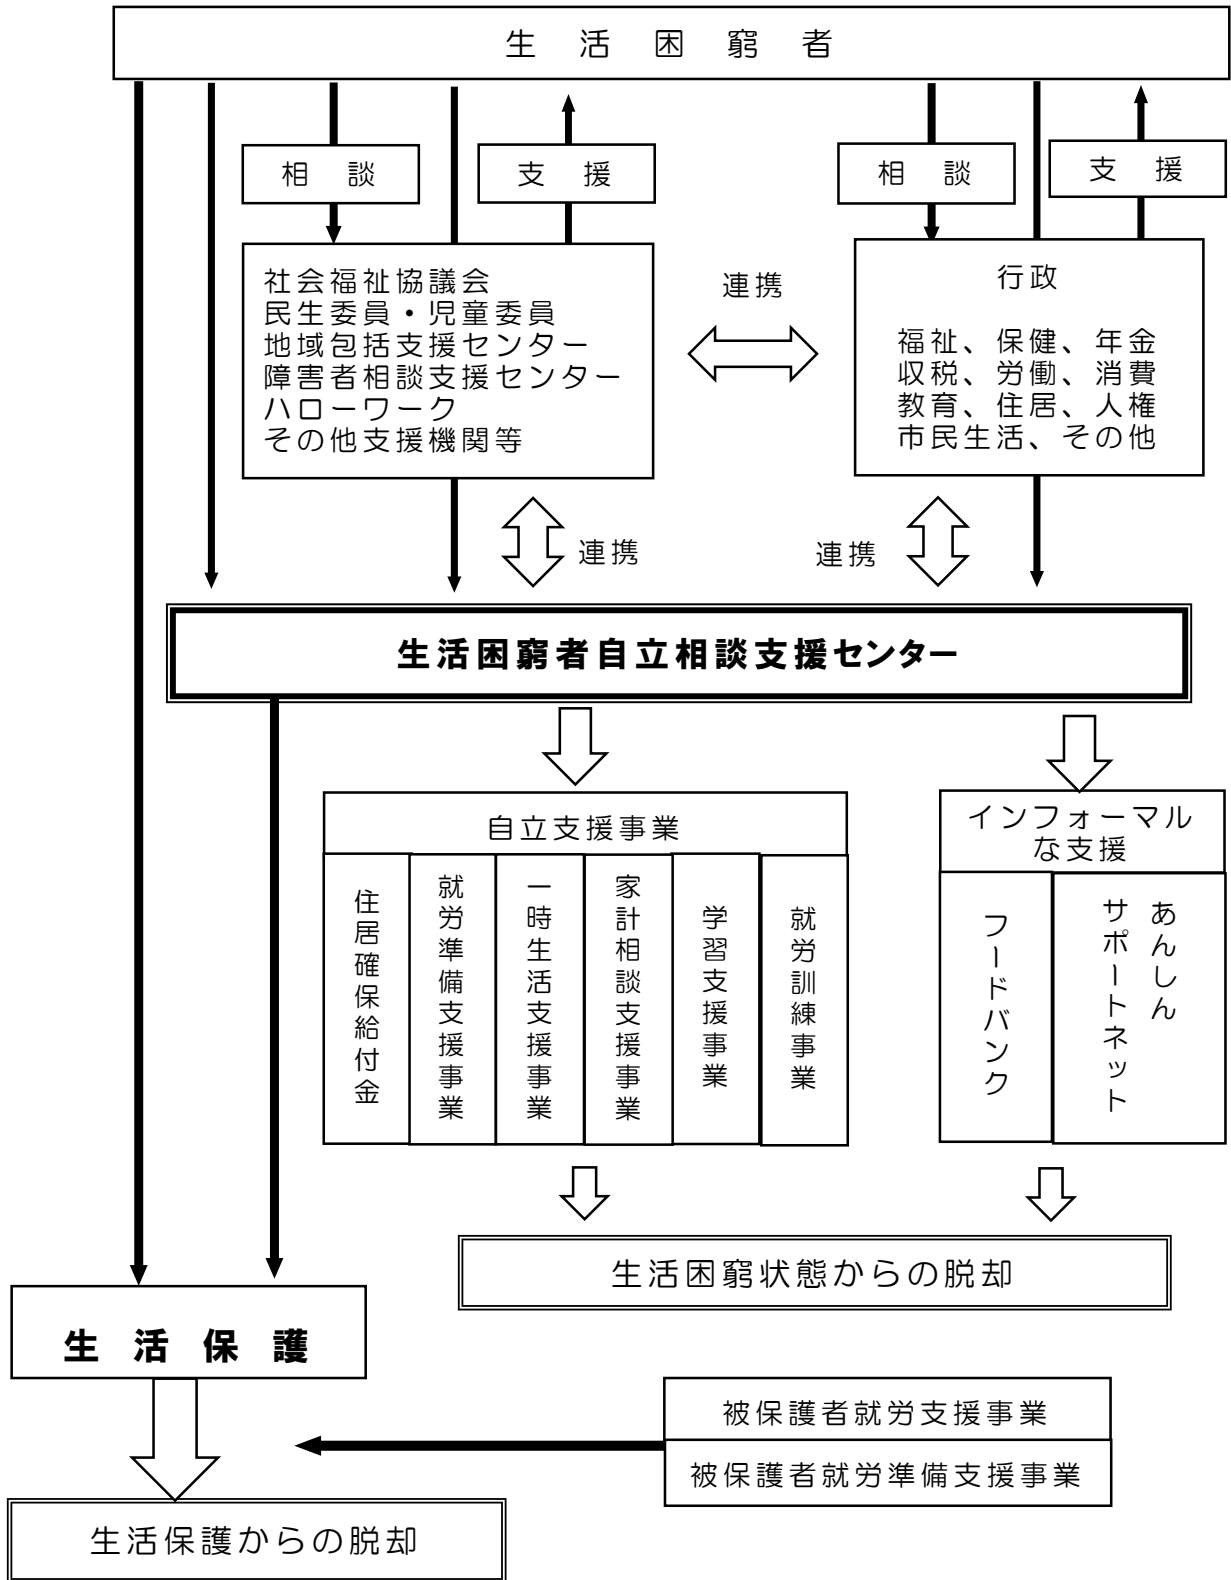 生活困窮者
相談
支援
相談
支援
社会福祉協議会
民生委員・児童委員
地域包括支援センター
障害者相談支援センター
ハローワーク
その他支援機関等
連携
行政
福祉、保健、年金
収税、労働、消費
教育、住居、人権
市民生活、その他
連携
連携
生活困窮者自立相談支援センター
自立支援事業
住居確保給付金
就労準備支援事業
一時生活支援事業
家計相談支援事業
学習支援事業
就労訓練事業
インフォーマル
な支援
フードバンク
あんしん
サポートネット
生活困窮状態からの脱却
生活保護
被保護者就労支援事業
被保護者就労準備支援事業
生活保護からの脱却